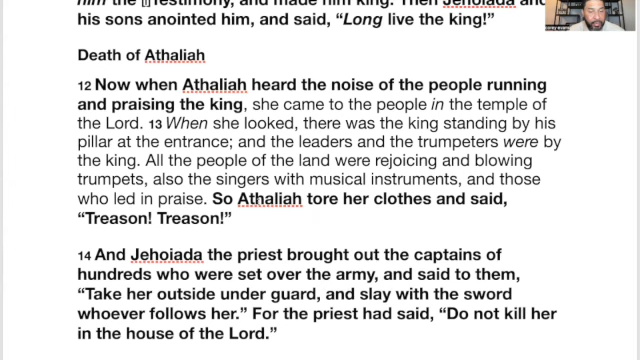 him the [i]Testimony, and made him king. Then Jehoiada and
his sons anointed him, and said, “Long live the king!”
Death of Athaliah
12 Now when Athaliah heard the noise of the people running
and praising the king, she came to the people in the temple of
the Lord. 13 When she looked, there was the king standing by his
pillar at the entrance; and the leaders and the trumpeters were by
the king. All the people of the land were rejoicing and blowing
trumpets, also the singers with musical instruments, and those
who led in praise. So Athaliah tore her clothes and said,
“Treason! Treason!”
14 And Jehoiada the priest brought out the captains of
hundreds who were set over the army, and said to them,
“Take her outside under guard, and slay with the sword
whoever follows her.” For the priest had said, “Do not kill her
in the house of the Lord.”